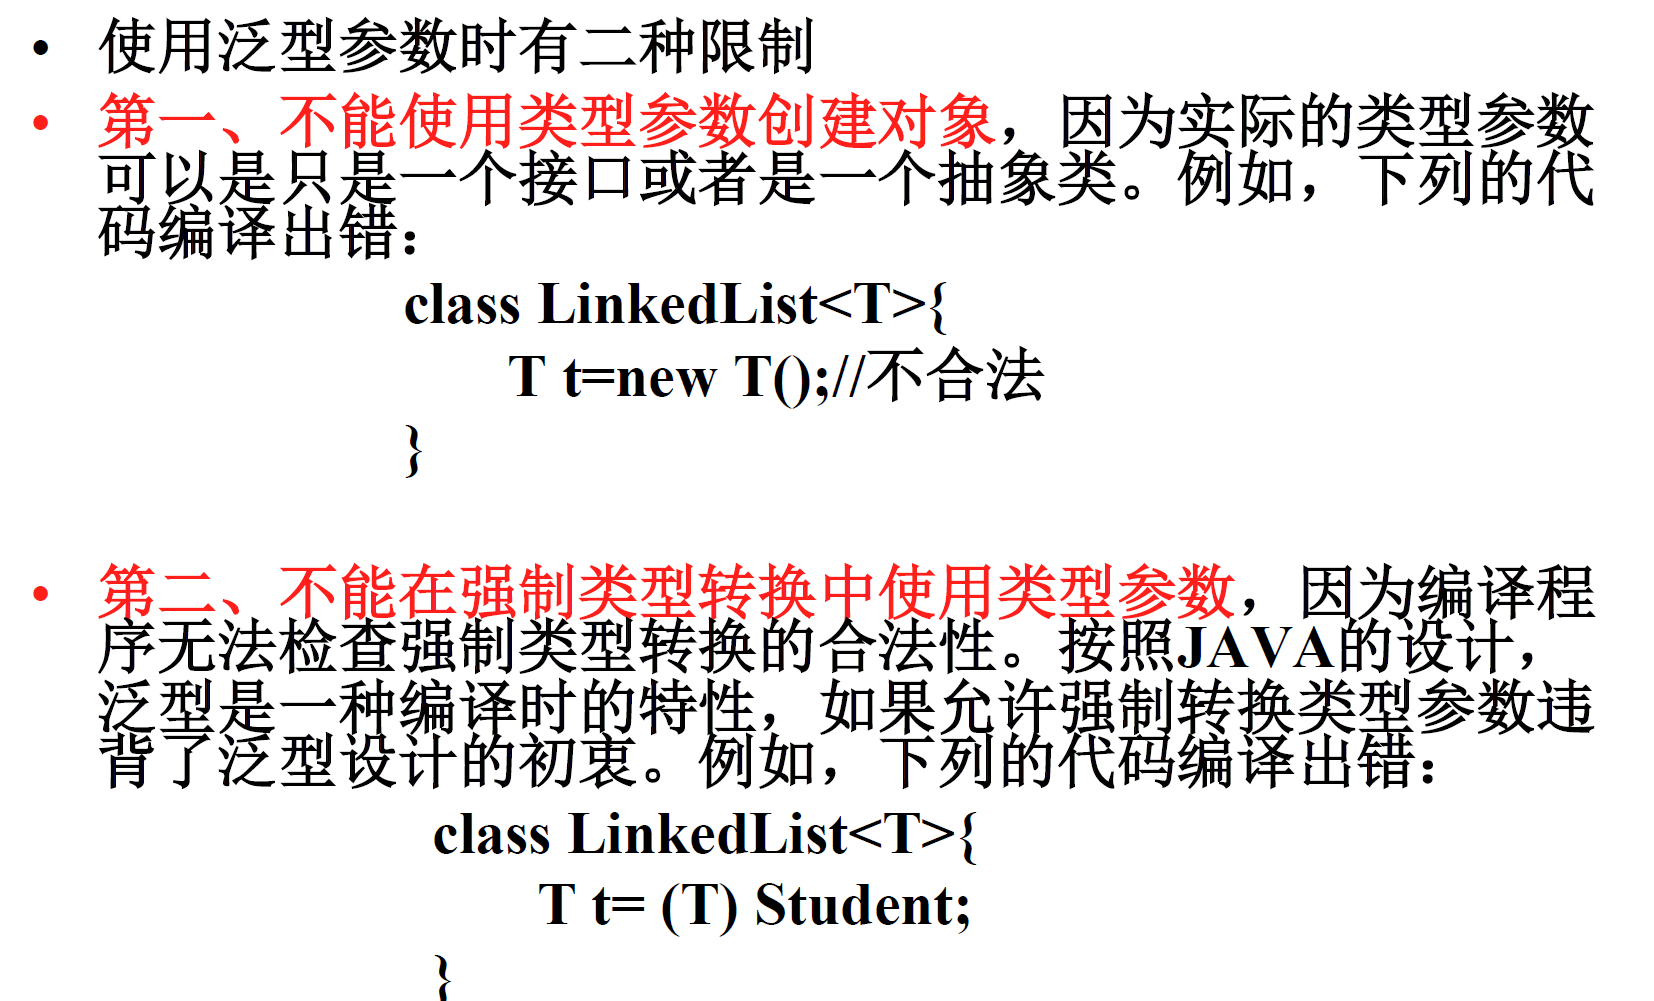 • 使用泛型参数时有二种限制
• 第一、不能使用类型参数创建对象，因为实际的类型参数
可以是只是一个接口或者是一个抽象类。例如，下列的代
码编译出错：
class LinkedList<T>{
T t=new T();//不合法
}
• 第二、不能在强制类型转换中使用类型参数，因为编译程
序无法检查强制类型转换的合法性。按照JAVA的设计，
泛型是一种编译时的特性，如果允许强制转换类型参数违
背了泛型设计的初衷。例如，下列的代码编译出错：
class LinkedList<T>{
T t= (T) Student;
}